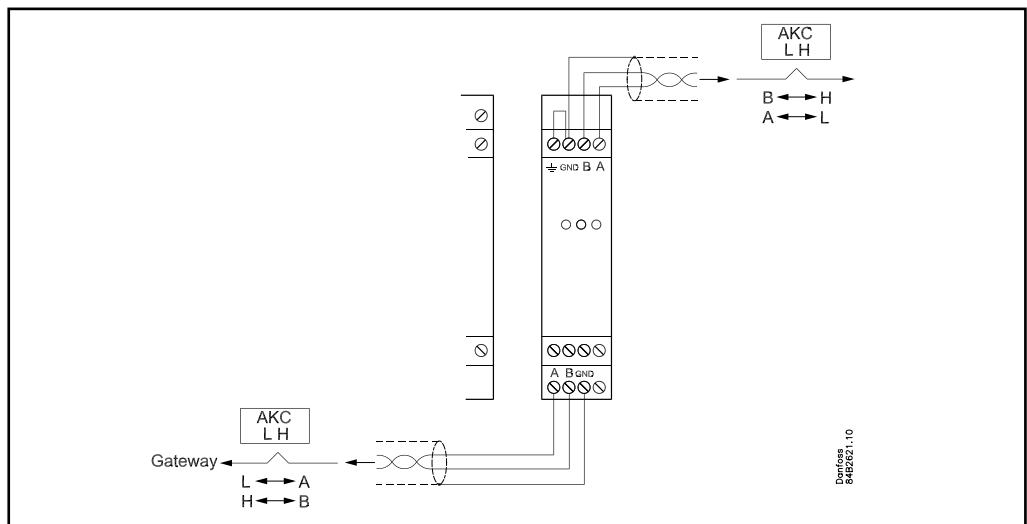 AKC
L H
B H
A L
⏚ GND B A
A B GND
AKC
L H
Gateway
L A
H B
Danfoss
84B2621.10